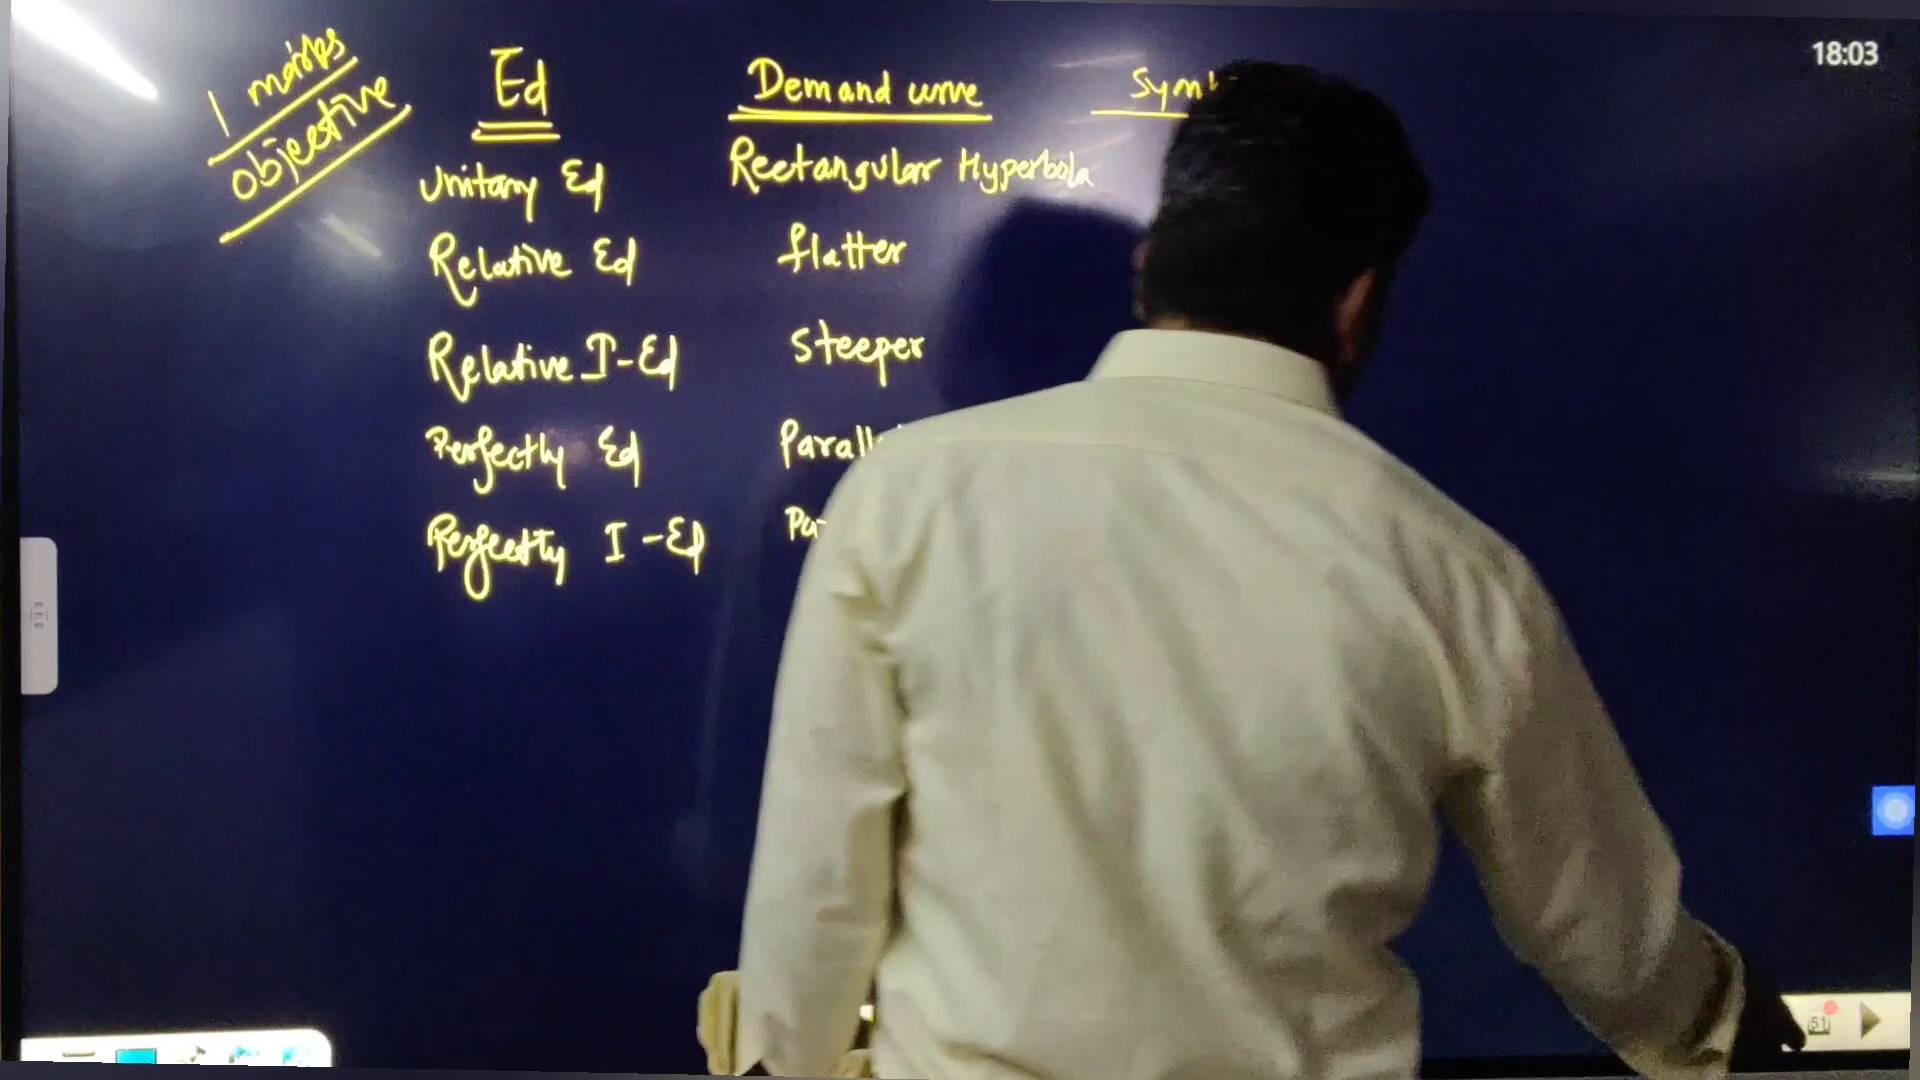 18:03
1 marks
objective
Ed
Demand curve
Unitary Ed
Rectangular Hyperbola
Relative Ed
flatter
Relative I-Ed
Steeper
Perfectly Ed
Perfectly I-Ed
51